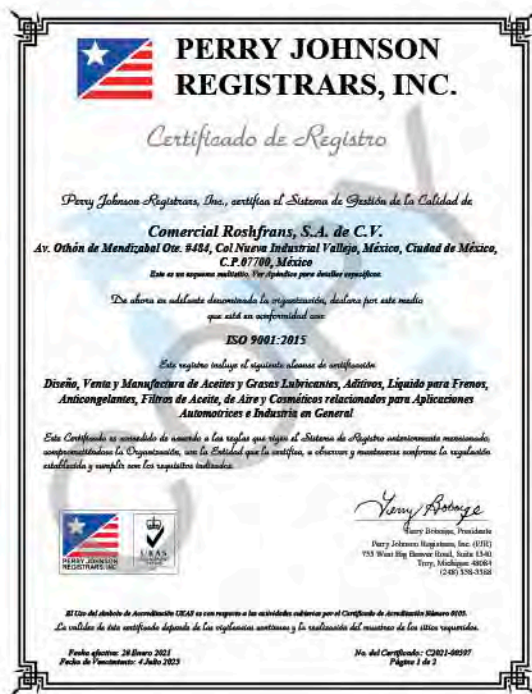 PERRY JOHNSON
REGISTRARS, INC.
Certificado de Registro
Perry Johnson Registrars, Inc., certifica el Sistema de Gestión de la Calidad de
Comercial Roshfrans, S.A. de C.V.
Av. Othón de Mendizabal Ote. #484, Col Nueva Industrial Vallejo, México, Ciudad de México,
C.P.07700, México
Este es un esquema multisitio. Ver Apéndice para detalles específicos.
De ahora en adelante denominada la organización, declara por este medio
que está en conformidad con:
ISO 9001:2015
Este registro incluye el siguiente alcance de certificación:
Diseño, Venta y Manufactura de Aceites y Grasas Lubricantes, Aditivos, Líquido para Frenos,
Anticongelantes, Filtros de Aceite, de Aire y Cosméticos relacionados para Aplicaciones
Automotrices e Industria en General
Este Certificado es concedido de acuerdo a las reglas que rigen el Sistema de Registro anteriormente mencionado,
comprometiéndose la Organización, con la Entidad que la certifica, a observar y mantenerse conforme la regulación
establecida y cumplir con los requisitos indicados.
Terry Boboige
Terry Boboige, Presidente
Perry Johnson Registrars, Inc. (PJR)
755 West Big Beaver Road, Suite 1340
Troy, Michigan 48084
(248) 358-3388
PERRY JOHNSON
REGISTRARS, INC.
UKAS
El Uso del símbolo de Acreditación UKAS es con respecto a las actividades cubiertas por el Certificado de Acreditación Número 0105.
La validez de éste certificado depende de las vigilancias continuas y la realización del muestreo de los sitios requeridos.
Fecha efectiva: 28 Enero 2021
Fecha de Vencimiento: 4 Julio 2023
No. del Certificado: C2021-00597
Página 1 de 2
COPY